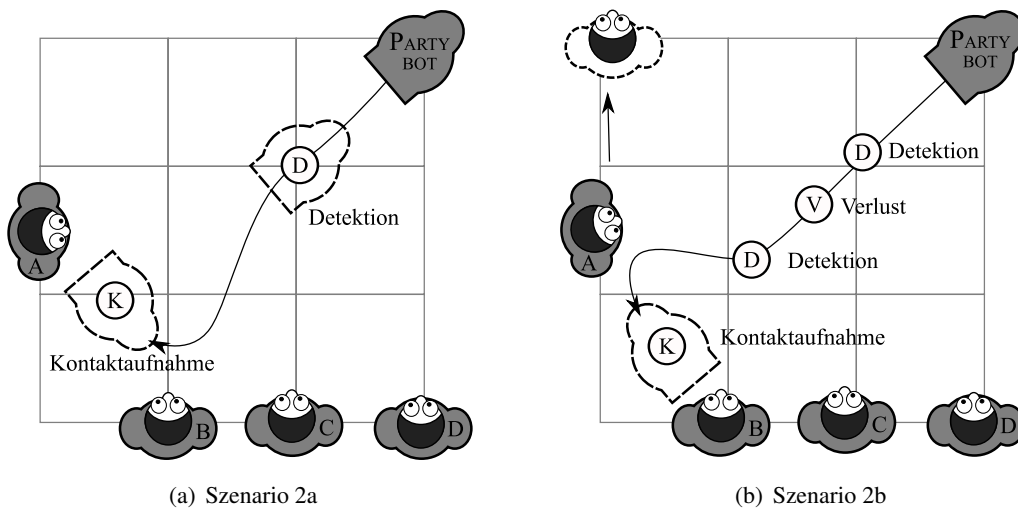 PARTY
BOT
D
Detektion
A
K
Kontaktaufnahme
B
C
D
(a) Szenario 2a
PARTY
BOT
D
Detektion
V
Verlust
A
D
Detektion
K
Kontaktaufnahme
B
C
D
(b) Szenario 2b